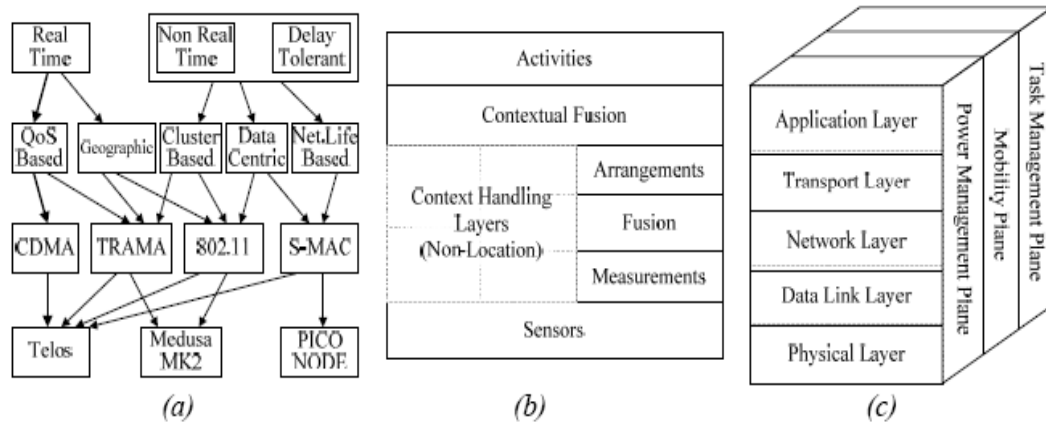 Real
Time
Non Real
Time
Delay
Tolerant
QoS
Based
Geographic
Cluster
Based
Data
Centric
Net.Life
Based
CDMA
TRAMA
802.11
S-MAC
Telos
Medusa
MK2
PICO
NODE
(a)
Activities
Contextual Fusion
Context Handling
Layers
(Non-Location)
Arrangements
Fusion
Measurements
Sensors
(b)
Application Layer
Transport Layer
Network Layer
Data Link Layer
Physical Layer
Power Management Plane
Mobility Plane
Task Management Plane
(c)